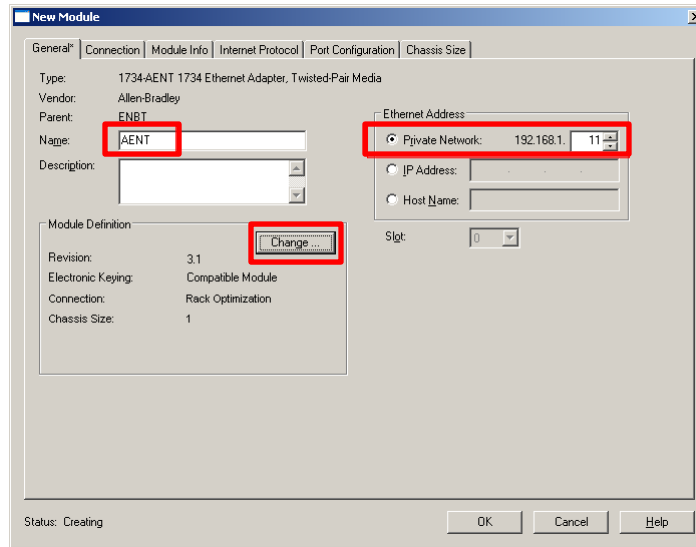 New Module
General* Connection Module Info Internet Protocol Port Configuration Chassis Size
Type: 1734-AENT 1734 Ethernet Adapter, Twisted-Pair Media
Vendor: Allen-Bradley
Parent: ENBT
Name: AENT
Description:
Ethernet Address
Private Network: 192.168.1. 11
IP Address: . . .
Host Name:
Slot: 0
Module Definition
Change ...
Revision: 3.1
Electronic Keying: Compatible Module
Connection: Rack Optimization
Chassis Size: 1
Status: Creating
OK Cancel Help